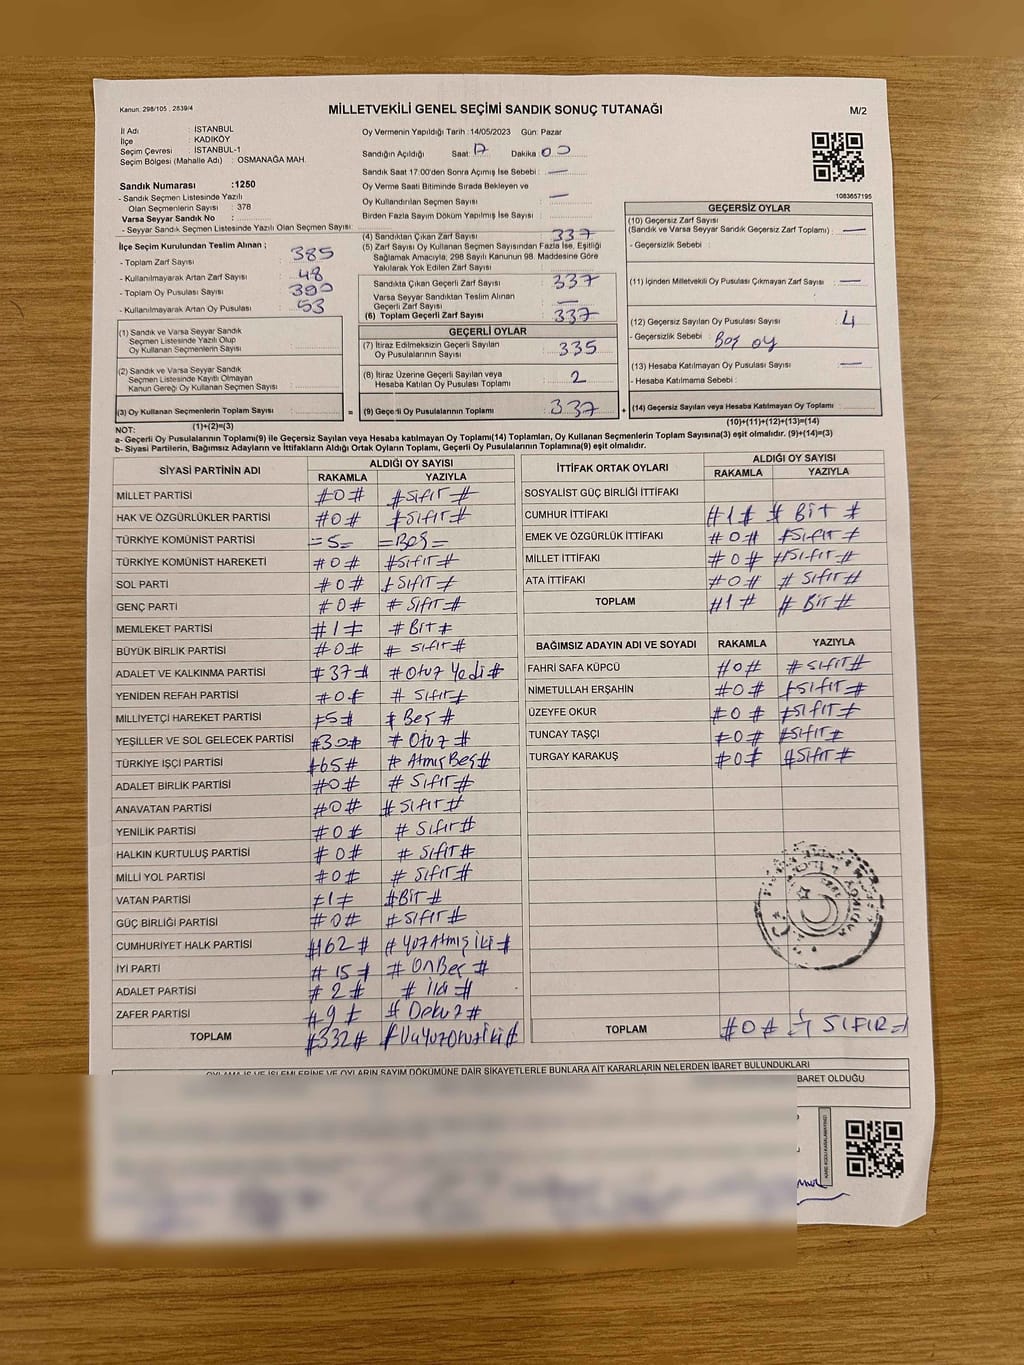 Kanun: 298/105 , 2839/4
MİLLETVEKİLİ GENEL SEÇİMİ SANDIK SONUÇ TUTANAĞI
M/2
İl Adı : İSTANBUL
İlçe : KADIKÖY
Seçim Çevresi : İSTANBUL-1
Seçim Bölgesi (Mahalle Adı) : OSMANAĞA MAH.
Sandık Numarası :1250
- Sandık Seçmen Listesinde Yazılı
Olan Seçmenlerin Sayısı : 378
Varsa Seyyar Sandık No :
- Seyyar Sandık Seçmen Listesinde Yazılı Olan Seçmen Sayısı:
Oy Vermenin Yapıldığı Tarih :14/05/2023 Gün: Pazar
Sandığın Açıldığı Saat: 17 Dakika: 00
Sandık Saat 17.00'den Sonra Açılmış İse Sebebi : —
Oy Verme Saati Bitiminde Sırada Bekleyen ve
Oy Kullandırılan Seçmen Sayısı : —
Birden Fazla Sayım Döküm Yapılmış İse Sayısı :
1083657195
İlçe Seçim Kurulundan Teslim Alınan ;
- Toplam Zarf Sayısı : 385
- Kullanılmayarak Artan Zarf Sayısı : 48
- Toplam Oy Pusulası Sayısı : 390
- Kullanılmayarak Artan Oy Pusulası : 53
(1) Sandık ve Varsa Seyyar Sandık
Seçmen Listesinde Yazılı Olup
Oy Kullanan Seçmenlerin Sayısı :
(2) Sandık ve Varsa Seyyar Sandık
Seçmen Listesinde Kayıtlı Olmayan
Kanun Gereği Oy Kullanan Seçmen Sayısı :
(3) Oy Kullanan Seçmenlerin Toplam Sayısı :
(1)+(2)=(3)
(4) Sandıktan Çıkan Zarf Sayısı : 337
(5) Zarf Sayısı Oy Kullanan Seçmen Sayısından Fazla İse, Eşitliği
Sağlamak Amacıyla, 298 Sayılı Kanunun 98. Maddesine Göre
Yakılarak Yok Edilen Zarf Sayısı :
Sandıkta Çıkan Geçerli Zarf Sayısı : 337
Varsa Seyyar Sandıktan Teslim Alınan
Geçerli Zarf Sayısı : —
(6) Toplam Geçerli Zarf Sayısı : 337
GEÇERLİ OYLAR
(7) İtiraz Edilmeksizin Geçerli Sayılan
Oy Pusulalarının Sayısı : 335
(8) İtiraz Üzerine Geçerli Sayılan veya
Hesaba Katılan Oy Pusulası Toplamı : 2
= (9) Geçerli Oy Pusulalarının Toplamı : 337 +
GEÇERSİZ OYLAR
(10) Geçersiz Zarf Sayısı
(Sandık ve Varsa Seyyar Sandık Geçersiz Zarf Toplamı) : —
- Geçersizlik Sebebi :
(11) İçinden Milletvekili Oy Pusulası Çıkmayan Zarf Sayısı : —
(12) Geçersiz Sayılan Oy Pusulası Sayısı : 4
- Geçersizlik Sebebi : Boş oy
(13) Hesaba Katılmayan Oy Pusulası Sayısı : —
- Hesaba Katılmama Sebebi :
(14) Geçersiz Sayılan veya Hesaba Katılmayan Oy Toplamı :
(10)+(11)+(12)+(13)=(14)
NOT:
a- Geçerli Oy Pusulalarının Toplamı(9) ile Geçersiz Sayılan veya Hesaba Katılmayan Oy Toplamı(14) Toplamları, Oy Kullanan Seçmenlerin Toplam Sayısına(3) eşit olmalıdır. (9)+(14)=(3)
b- Siyasi Partilerin, Bağımsız Adayların ve İttifakların Aldığı Ortak Oyların Toplamı, Geçerli Oy Pusulalarının Toplamına(9) eşit olmalıdır.
SİYASİ PARTİNİN ADI ALDIĞI OY SAYISI
RAKAMLA YAZIYLA
MİLLET PARTİSİ #0# #Sıfır#
HAK VE ÖZGÜRLÜKLER PARTİSİ #0# #Sıfır#
TÜRKİYE KOMÜNİST PARTİSİ =5= =Beş=
TÜRKİYE KOMÜNİST HAREKETİ #0# #Sıfır#
SOL PARTİ #0# #Sıfır#
GENÇ PARTİ #0# #Sıfır#
MEMLEKET PARTİSİ #1# #Bir#
BÜYÜK BİRLİK PARTİSİ #0# #Sıfır#
ADALET VE KALKINMA PARTİSİ #37# #Otuz Yedi#
YENİDEN REFAH PARTİSİ #0# #Sıfır#
MİLLİYETÇİ HAREKET PARTİSİ #5# #Beş#
YEŞİLLER VE SOL GELECEK PARTİSİ #30# #Otuz#
TÜRKİYE İŞÇİ PARTİSİ #65# #Atmış Beş#
ADALET BİRLİK PARTİSİ #0# #Sıfır#
ANAVATAN PARTİSİ #0# #Sıfır#
YENİLİK PARTİSİ #0# #Sıfır#
HALKIN KURTULUŞ PARTİSİ #0# #Sıfır#
MİLLİ YOL PARTİSİ #0# #Sıfır#
VATAN PARTİSİ #1# #Bir#
GÜÇ BİRLİĞİ PARTİSİ #0# #Sıfır#
CUMHURİYET HALK PARTİSİ #162# #Yüz Atmış İki#
İYİ PARTİ #15# #On Beş#
ADALET PARTİSİ #2# #İki#
ZAFER PARTİSİ #9# #Dokuz#
TOPLAM #332#
İTTİFAK ORTAK OYLARI ALDIĞI OY SAYISI
RAKAMLA YAZIYLA
SOSYALİST GÜÇ BİRLİĞİ İTTİFAKI
CUMHUR İTTİFAKI #1# #Bir#
EMEK VE ÖZGÜRLÜK İTTİFAKI #0# #Sıfır#
MİLLET İTTİFAKI #0# #Sıfır#
ATA İTTİFAKI #0# #Sıfır#
TOPLAM #1# #Bir#
BAĞIMSIZ ADAYIN ADI VE SOYADI RAKAMLA YAZIYLA
FAHRİ SAFA KÜPCÜ #0# #Sıfır#
NİMETULLAH ERŞAHİN #0# #Sıfır#
ÜZEYFE OKUR #0# #Sıfır#
TUNCAY TAŞÇI #0# #Sıfır#
TURGAY KARAKUŞ #0# #Sıfır#
TOPLAM #0# # SIFIR #
OYLAMA İŞ VE İŞLEMLERİNE VE OYLARIN SAYIM DÖKÜMÜNE DAİR ŞİKAYETLERLE BUNLARA AİT KARARLARIN NELERDEN İBARET BULUNDUKLARI
BARET OLDUĞU